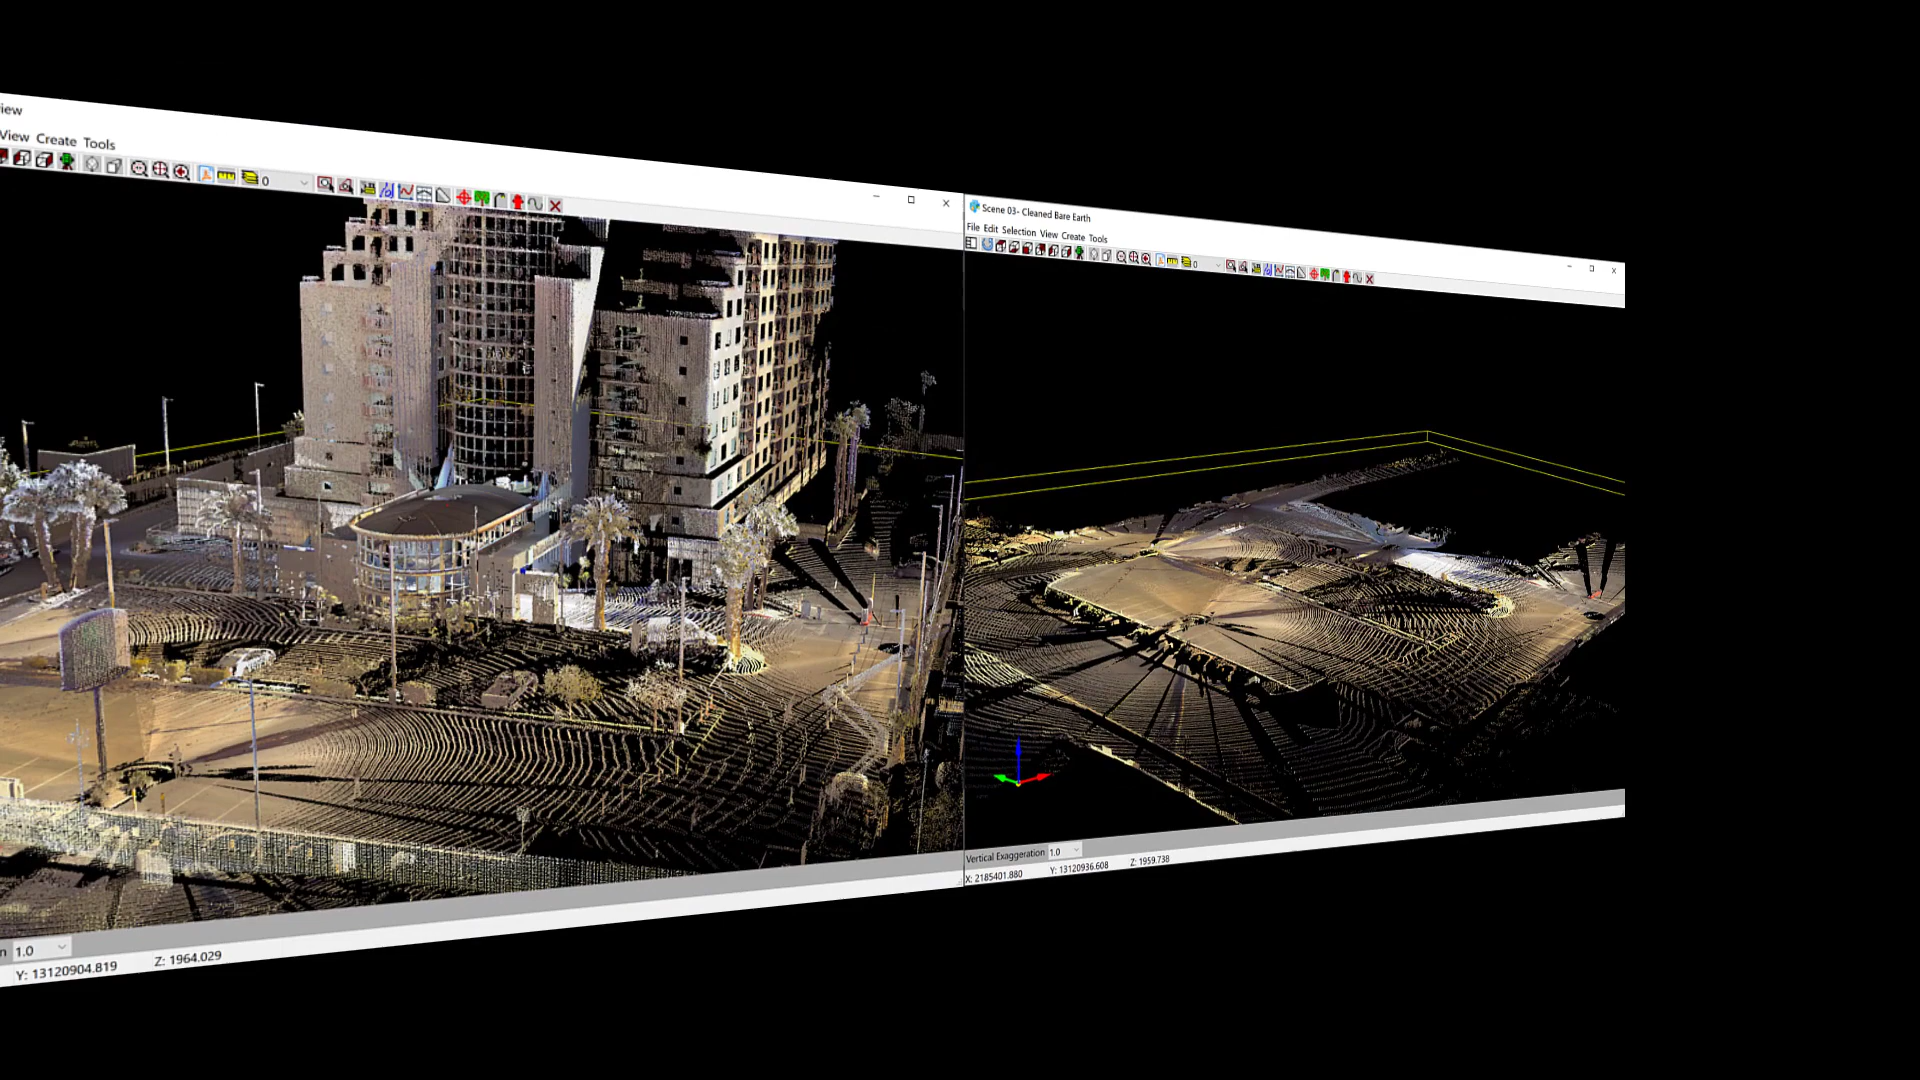 iew
View Create Tools
0
1.0
Y: 13120904.819 Z: 1964.029
Scene 03- Cleaned Bare Earth
File Edit Selection View Create Tools
0
Vertical Exaggeration 1.0
X: 2185401.880 Y: 13120936.608 Z: 1959.738